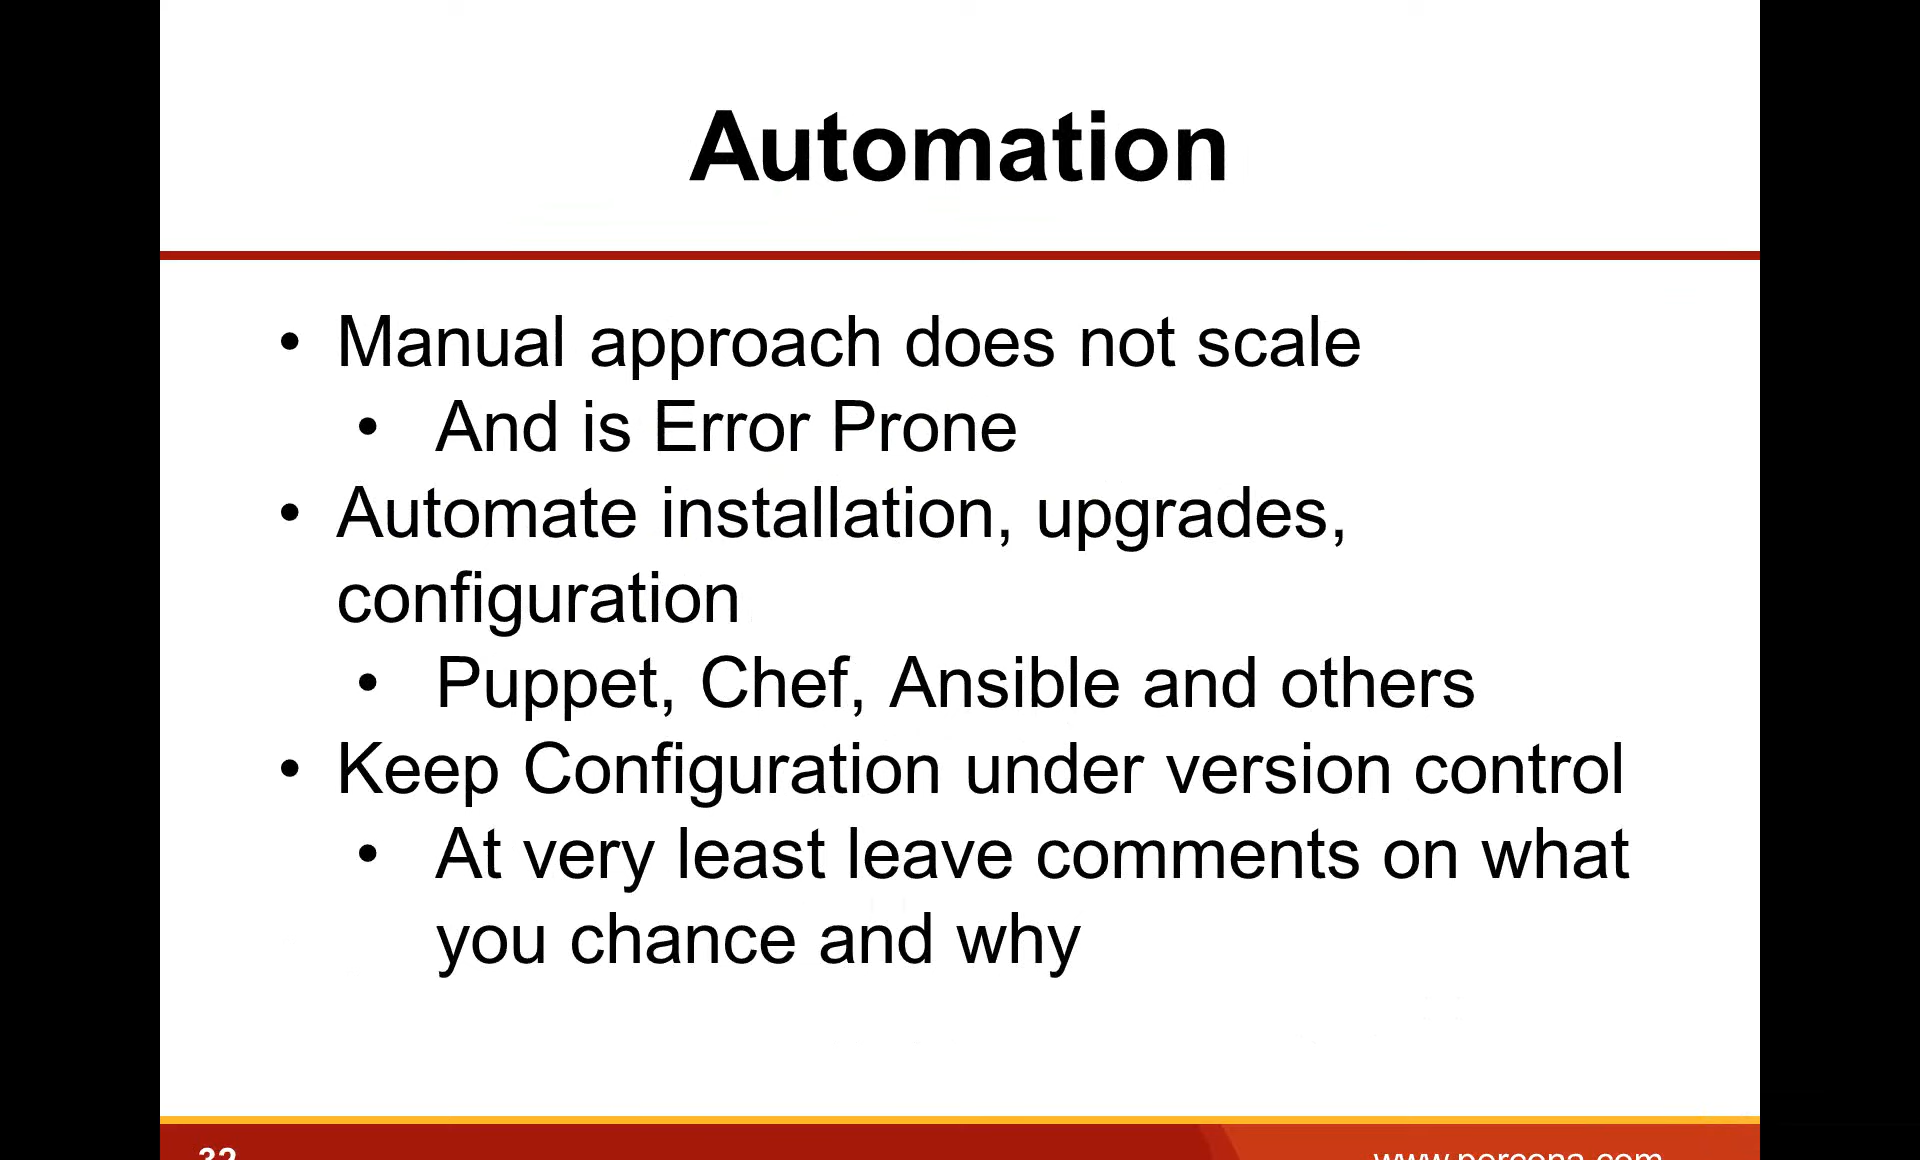 Automation
• Manual approach does not scale
• And is Error Prone
• Automate installation, upgrades,
configuration
• Puppet, Chef, Ansible and others
• Keep Configuration under version control
• At very least leave comments on what
you chance and why
32
www.percona.com